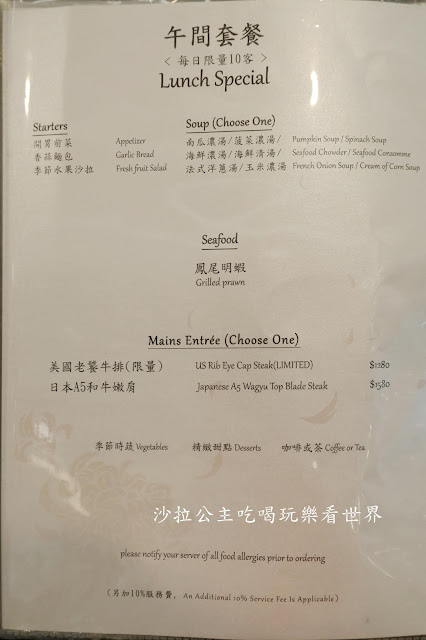 午間套餐
< 每日限量10客 >
Lunch Special
Starters
開胃前菜 Appetizer
香蒜麵包 Garlic Bread
季節水果沙拉 Fresh fruit Salad
Soup (Choose One)
南瓜濃湯/菠菜濃湯/ Pumpkin Soup / Spinach Soup
海鮮濃湯/海鮮清湯/ Seafood Chowder / Seafood Consomme
法式洋蔥湯/玉米濃湯 French Onion Soup / Cream of Corn Soup
Seafood
鳳尾明蝦
Grilled prawn
Mains Entrée (Choose One)
美國老饕牛排(限量) US Rib Eye Cap Steak(LIMITED) $1280
日本A5和牛嫩肩 Japanese A5 Wagyu Top Blade Steak $1580
季節時蔬 Vegetables 精緻甜點 Desserts 咖啡或茶 Coffee or Tea
沙拉公主吃喝玩樂看世界
please notify your server of all food allergies prior to ordering
(另加10%服務費, An Additional 10% Service Fee Is Applicable)